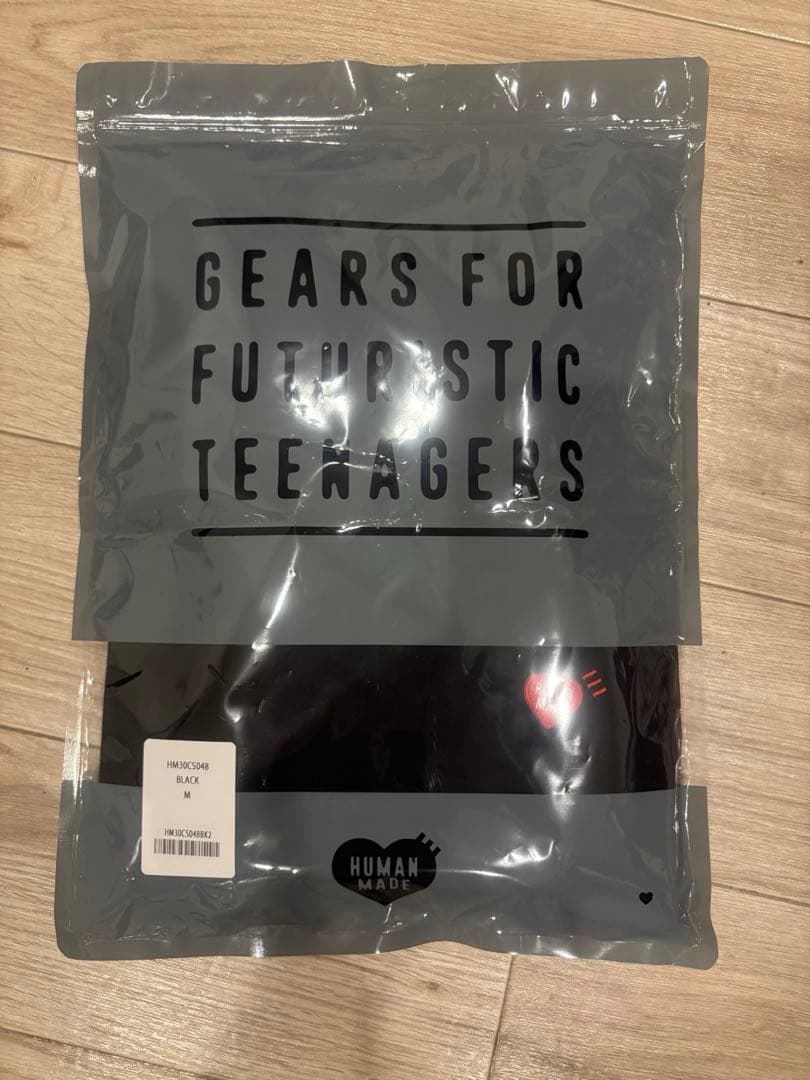 GEARS FOR
FUTURISTIC
TEENAGERS
HM30CS048
BLACK
M
HM30CS048BK2
HUMAN
MADE